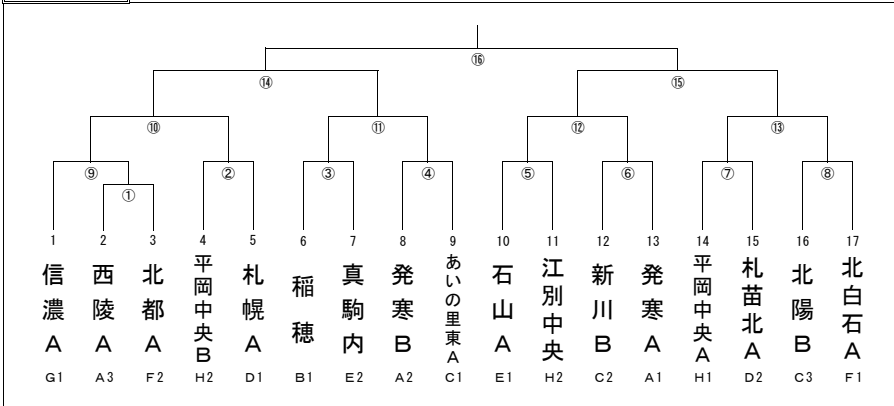 ⑯
⑭ ⑮
⑩ ⑪ ⑫ ⑬
⑨ ② ③ ④ ⑤ ⑥ ⑦ ⑧
①
1 2 3 4 5 6 7 8 9 10 11 12 13 14 15 16 17
信濃A
西陵A
北都A
平岡中央B
札幌A
稲穂
真駒内
発寒B
あいの里東A
石山A
江別中央
新川B
発寒A
平岡中央A
札苗北A
北陽B
北白石A
G1 A3 F2 H2 D1 B1 E2 A2 C1 E1 H2 C2 A1 H1 D2 C3 F1